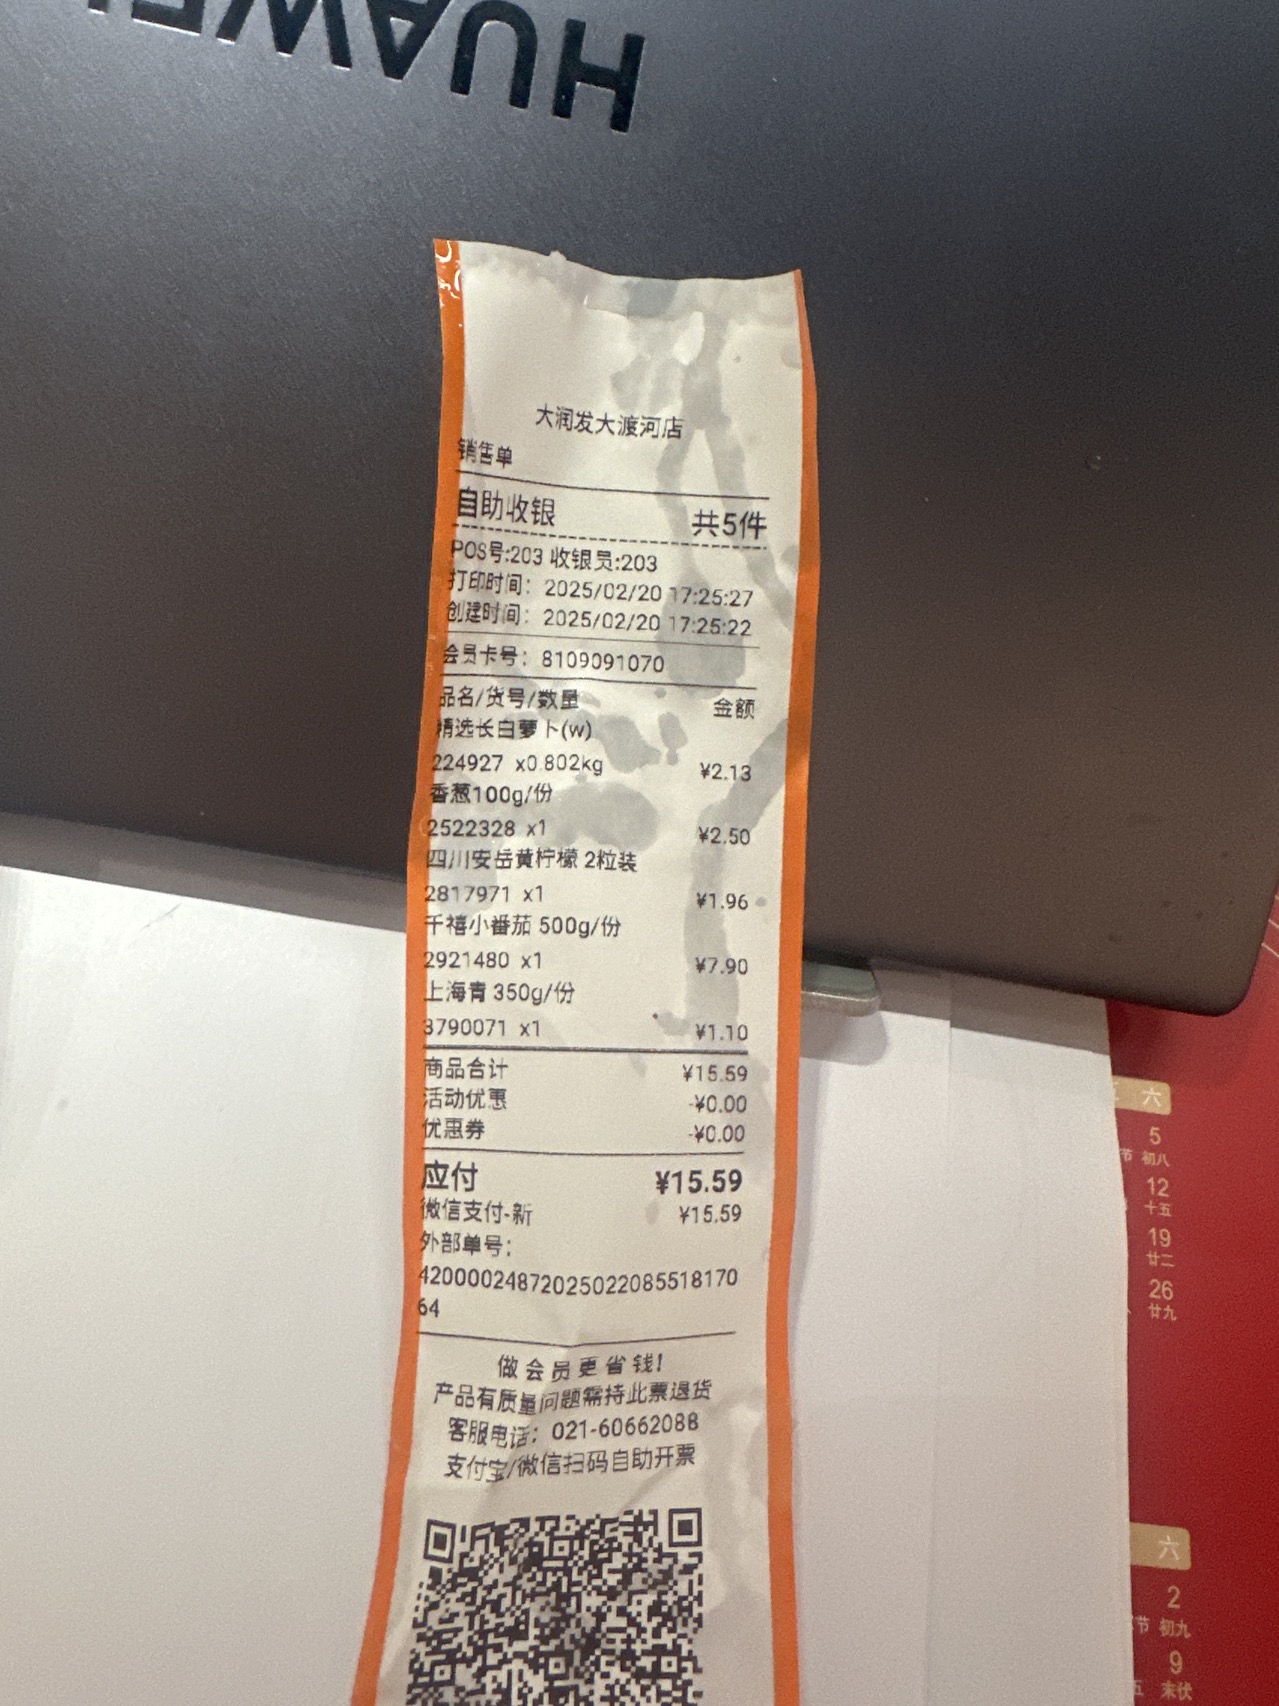 HUAWEI
大润发大渡河店
销售单
自助收银 共5件
POS号:203 收银员:203
打印时间: 2025/02/20 17:25:27
创建时间: 2025/02/20 17:25:22
会员卡号: 8109091070
品名/货号/数量 金额
精选长白萝卜(w)
224927 x0.802kg ¥2.13
香葱100g/份
2522328 x1 ¥2.50
四川安岳黄柠檬 2粒装
2817971 x1 ¥1.96
千禧小番茄 500g/份
2921480 x1 ¥7.90
上海青 350g/份
3790071 x1 ¥1.10
商品合计 ¥15.59
活动优惠 -¥0.00
优惠券 -¥0.00
应付 ¥15.59
微信支付-新 ¥15.59
外部单号:
42000024872025022085518170
64
做会员更省钱!
产品有质量问题需持此票退货
客服电话: 021-60662088
支付宝/微信扫码自助开票
六
5
节 初八
12
十五
19
廿二
26
廿九
六
2
节 初九
9
五 末伏